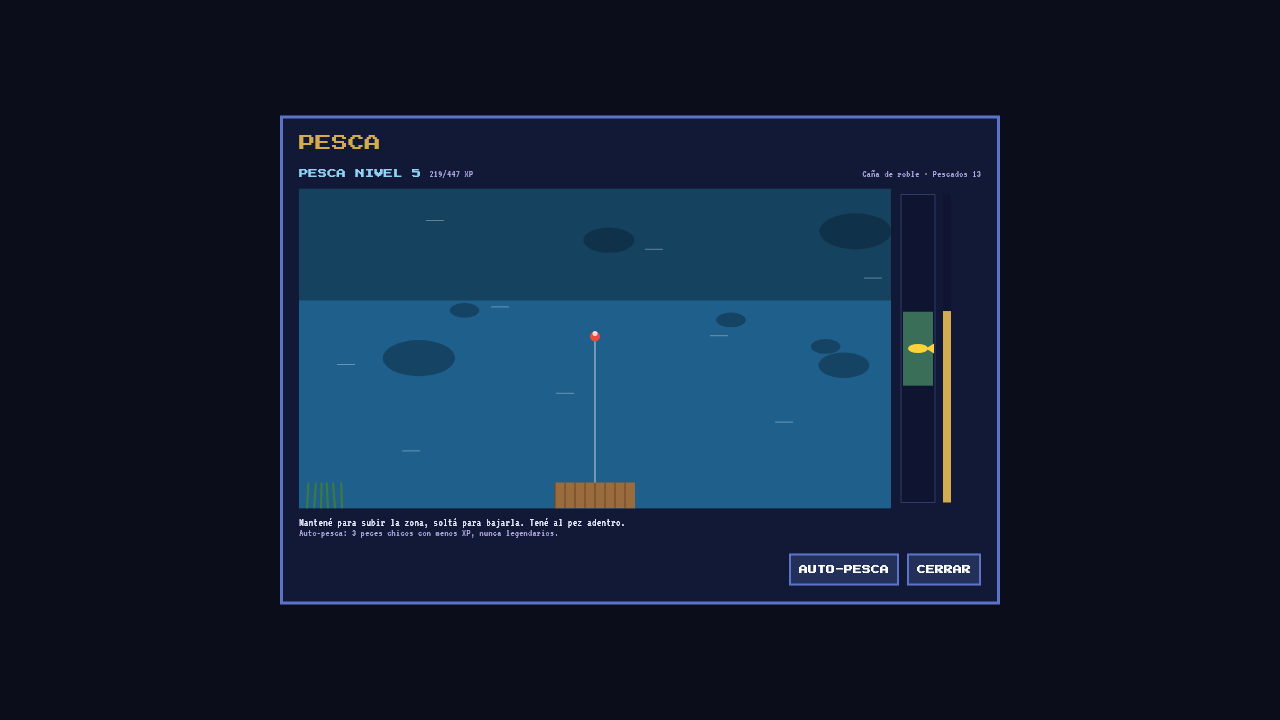 PESCA
PESCA NIVEL 5 219/447 XP
Caña de roble · Pescados 13
Mantené para subir la zona, soltá para bajarla. Tené al pez adentro.
Auto-pesca: 3 peces chicos con menos XP, nunca legendarios.
AUTO-PESCA CERRAR